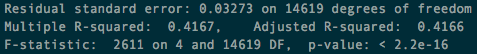 Residual standard error: 0.03273 on 14619 degrees of freedom
Multiple R-squared:  0.4167,    Adjusted R-squared:  0.4166
F-statistic:  2611 on 4 and 14619 DF,  p-value: < 2.2e-16